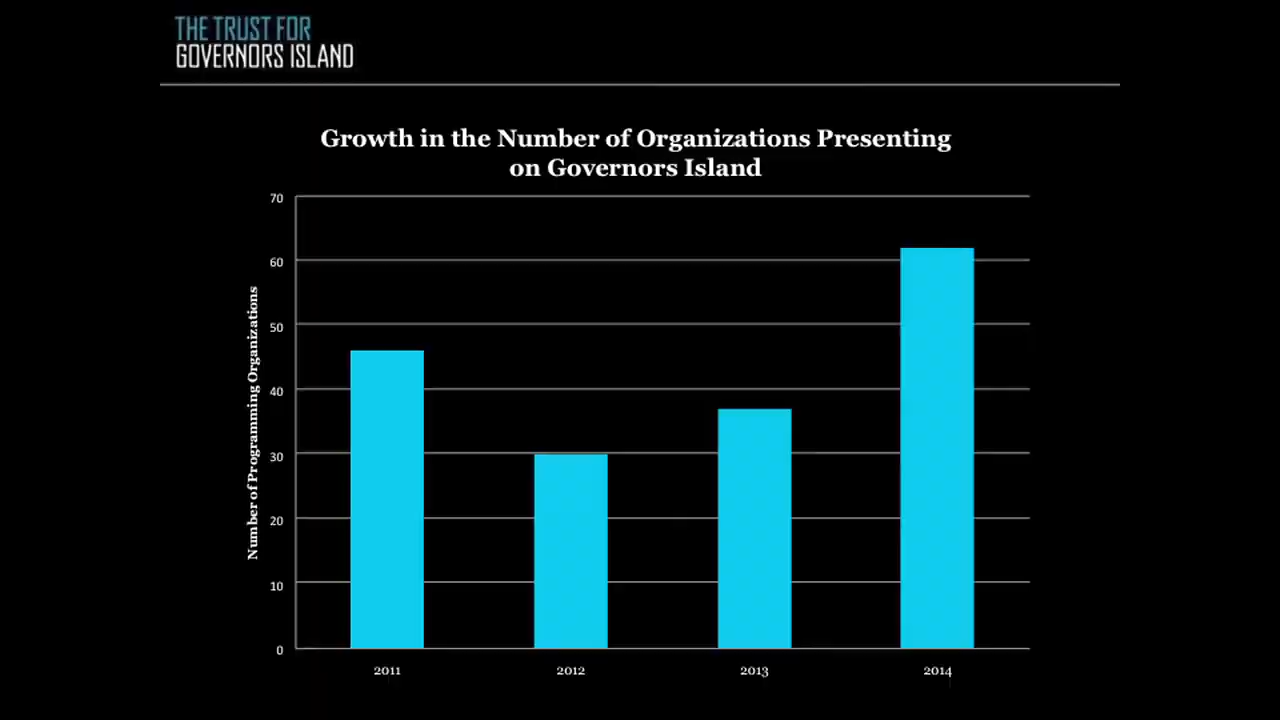 THE TRUST FOR
GOVERNORS ISLAND
Growth in the Number of Organizations Presenting
on Governors Island
Number of Programming Organizations
70
60
50
40
30
20
10
0
2011
2012
2013
2014